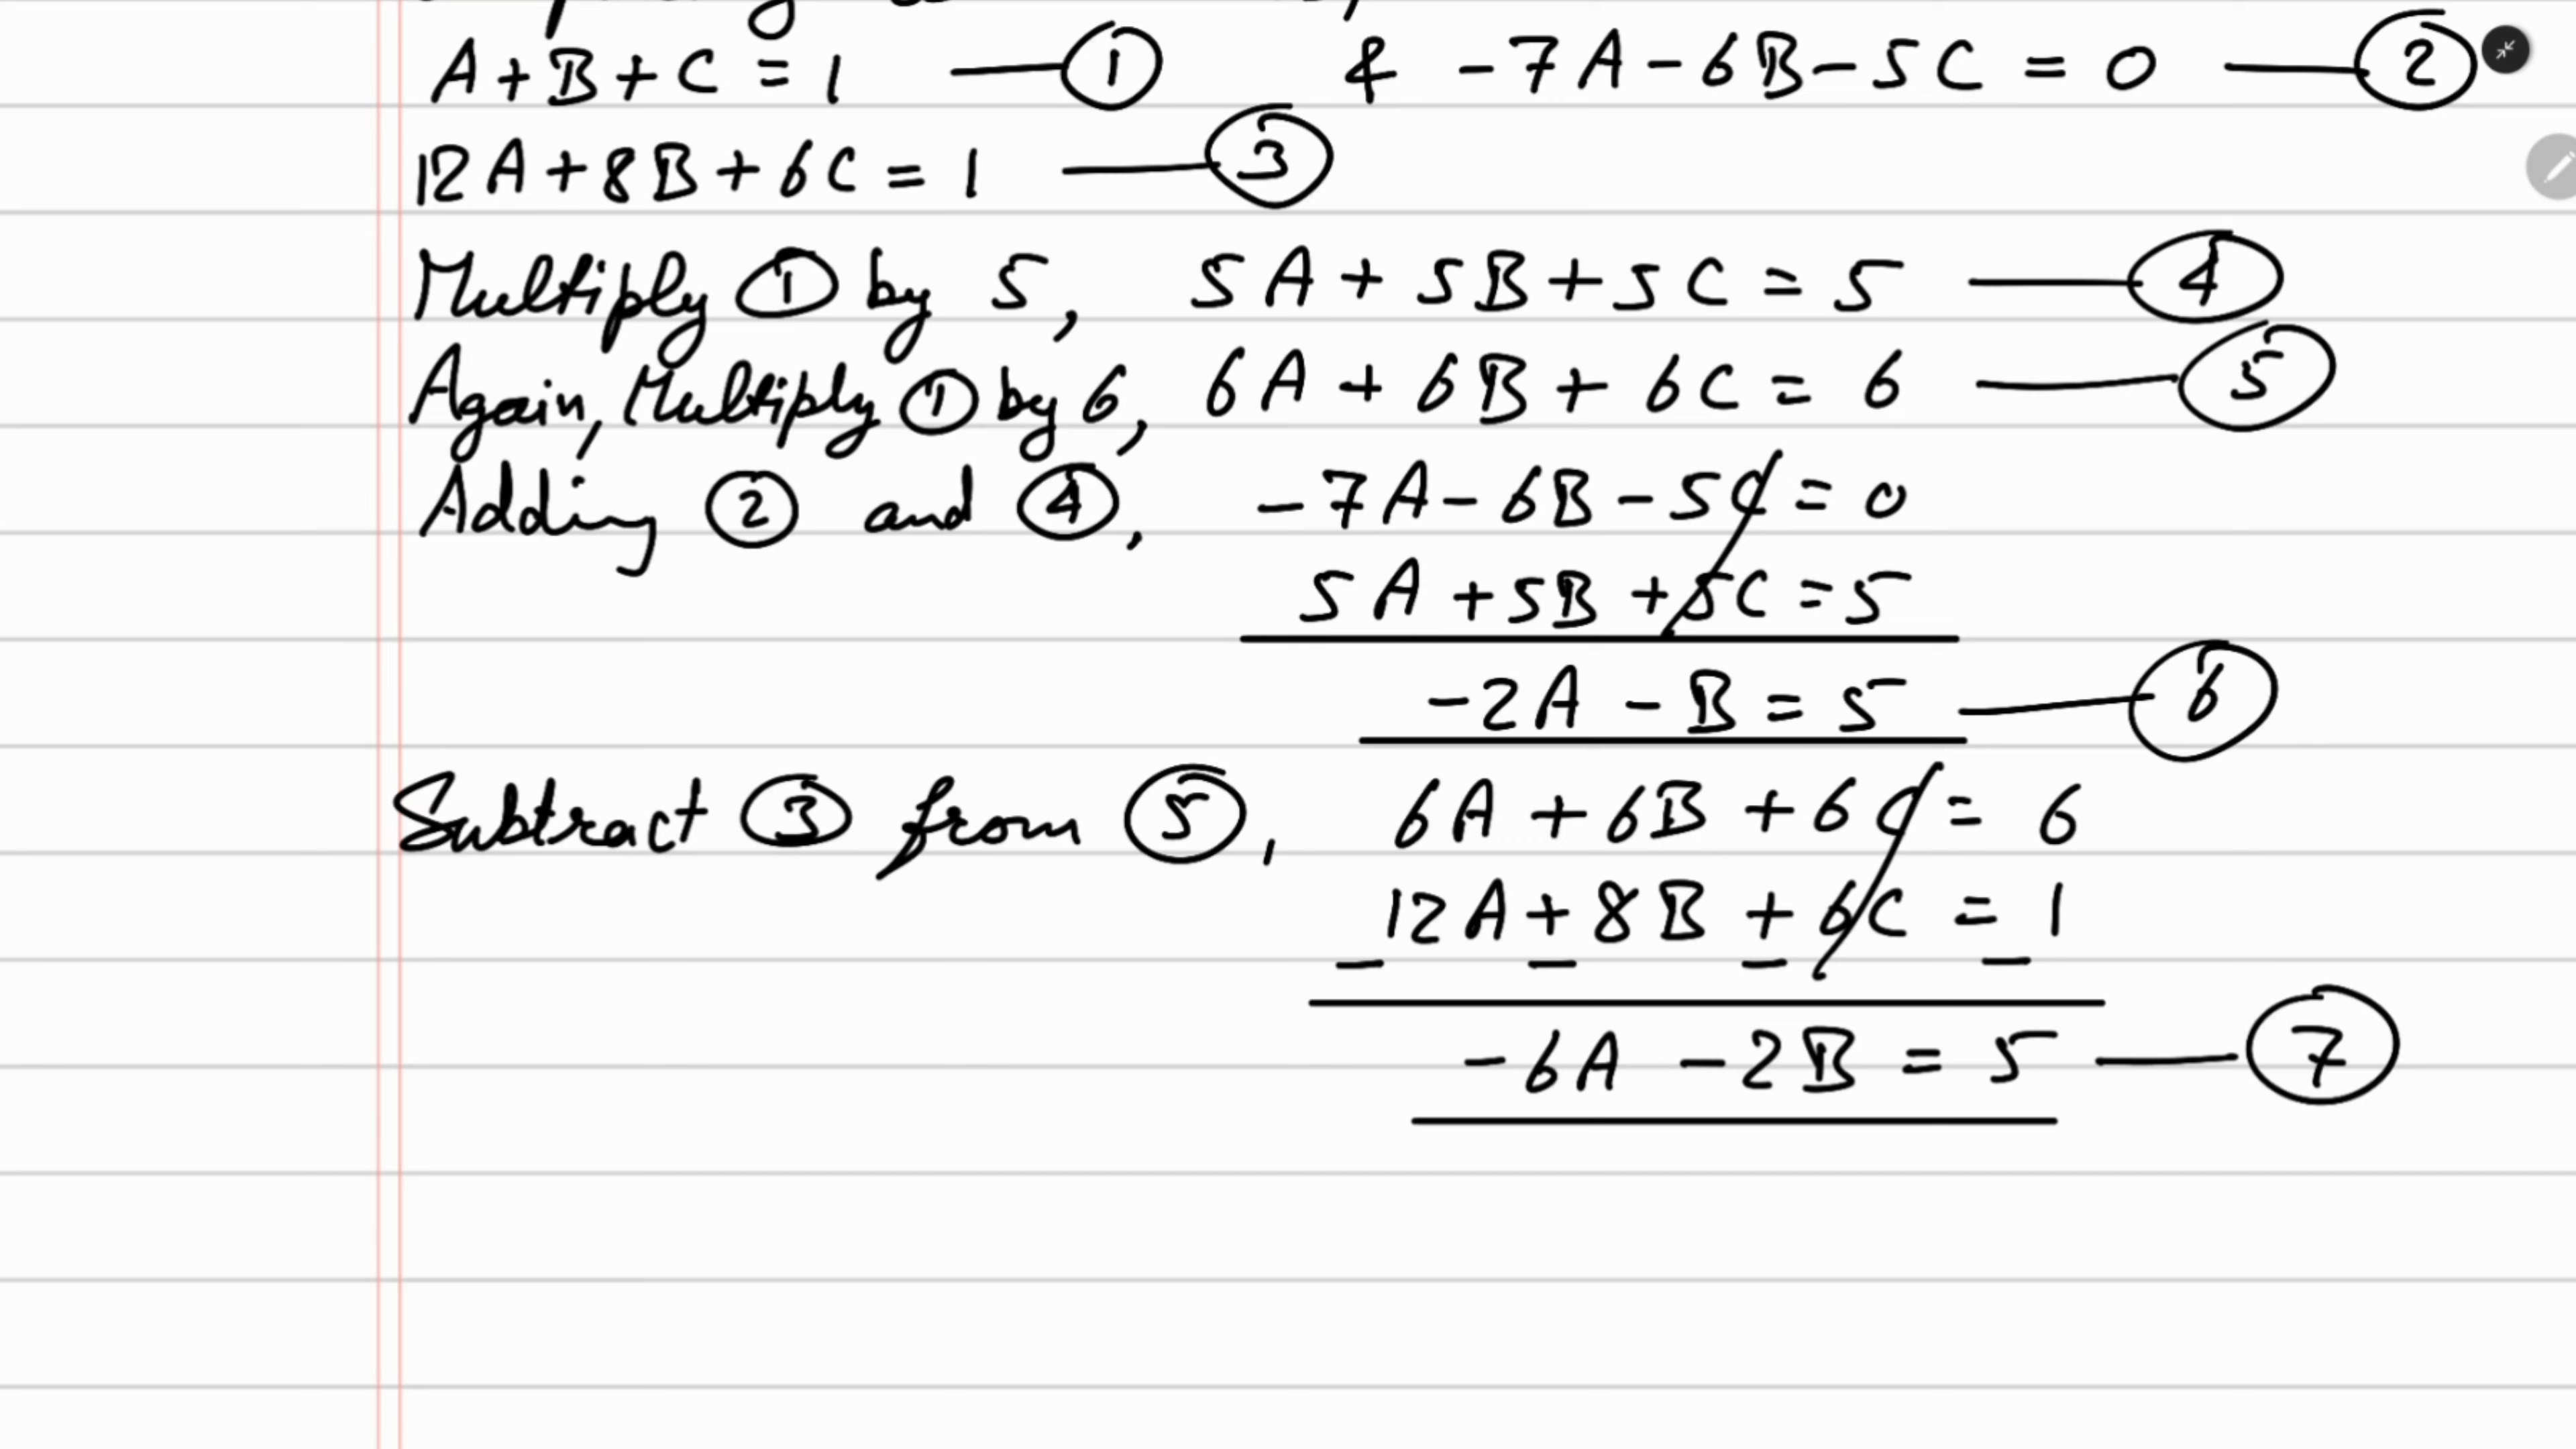 A+B+C = 1 —— ① & -7A-6B-5C = 0 —— ②
12A+8B+6C = 1 —— ③
Multiply ① by 5, 5A+5B+5C = 5 —— ④
Again, Multiply ① by 6, 6A+6B+6C = 6 —— ⑤
Adding ② and ④, -7A-6B-5C = 0
5A+5B+5C = 5
-2A-B = 5 —— ⑥
Subtract ③ from ⑤, 6A+6B+6C = 6
12A+8B+6C = 1
- - - -
-6A-2B = 5 —— ⑦